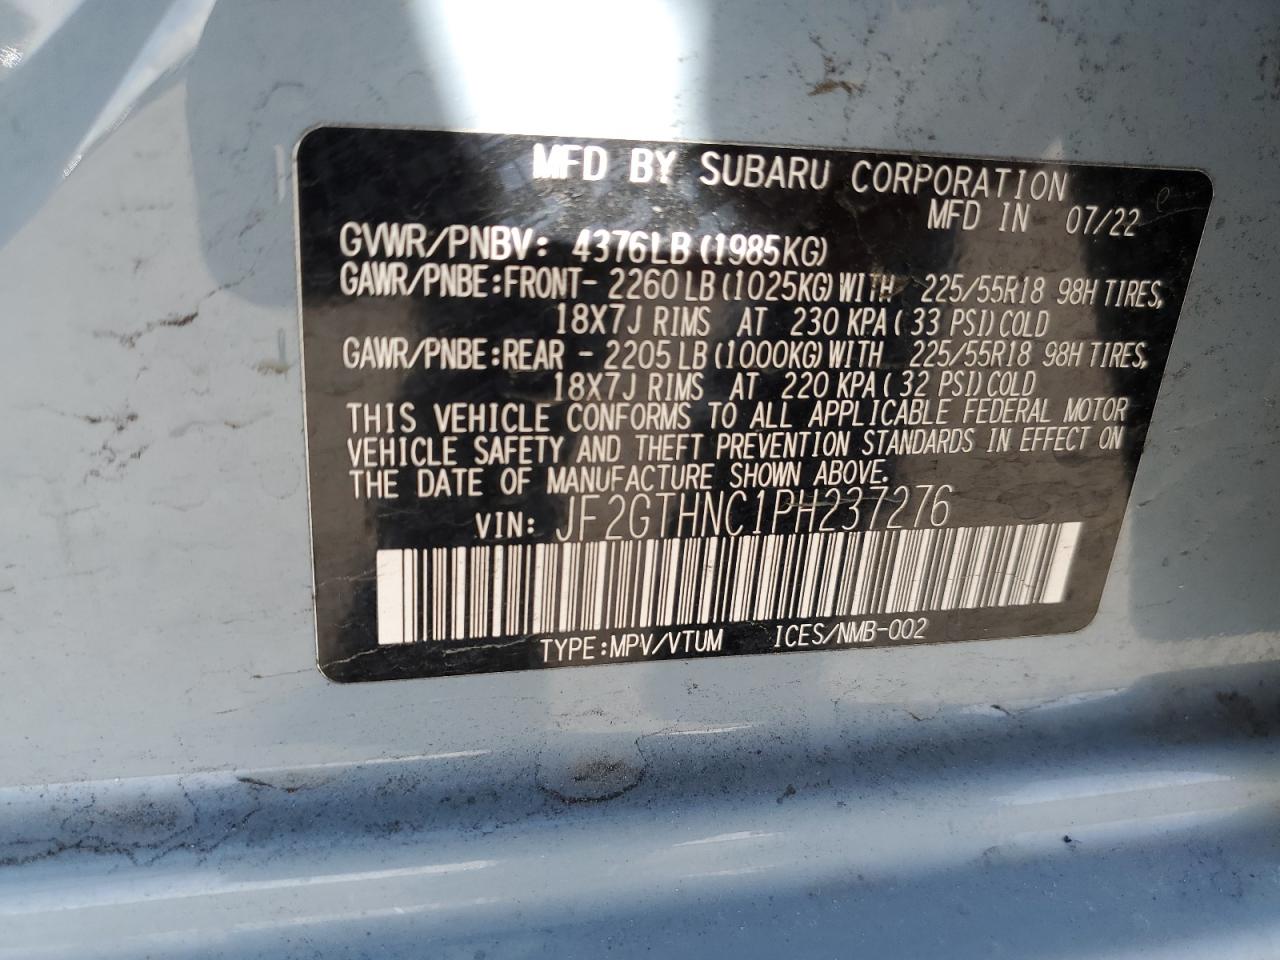 MFD BY SUBARU CORPORATION
MFD IN 07/22
GVWR/PNBV: 4376LB(1985KG)
GAWR/PNBE:FRONT- 2260LB(1025KG)WITH 225/55R18 98H TIRES,
18X7J RIMS AT 230 KPA( 33 PSI)COLD
GAWR/PNBE:REAR - 2205LB(1000KG)WITH 225/55R18 98H TIRES,
18X7J RIMS AT 220 KPA( 32 PSI)COLD
THIS VEHICLE CONFORMS TO ALL APPLICABLE FEDERAL MOTOR
VEHICLE SAFETY AND THEFT PREVENTION STANDARDS IN EFFECT ON
THE DATE OF MANUFACTURE SHOWN ABOVE.
VIN: JF2GTHNC1PH237276
TYPE:MPV/VTUM ICES/NMB-002